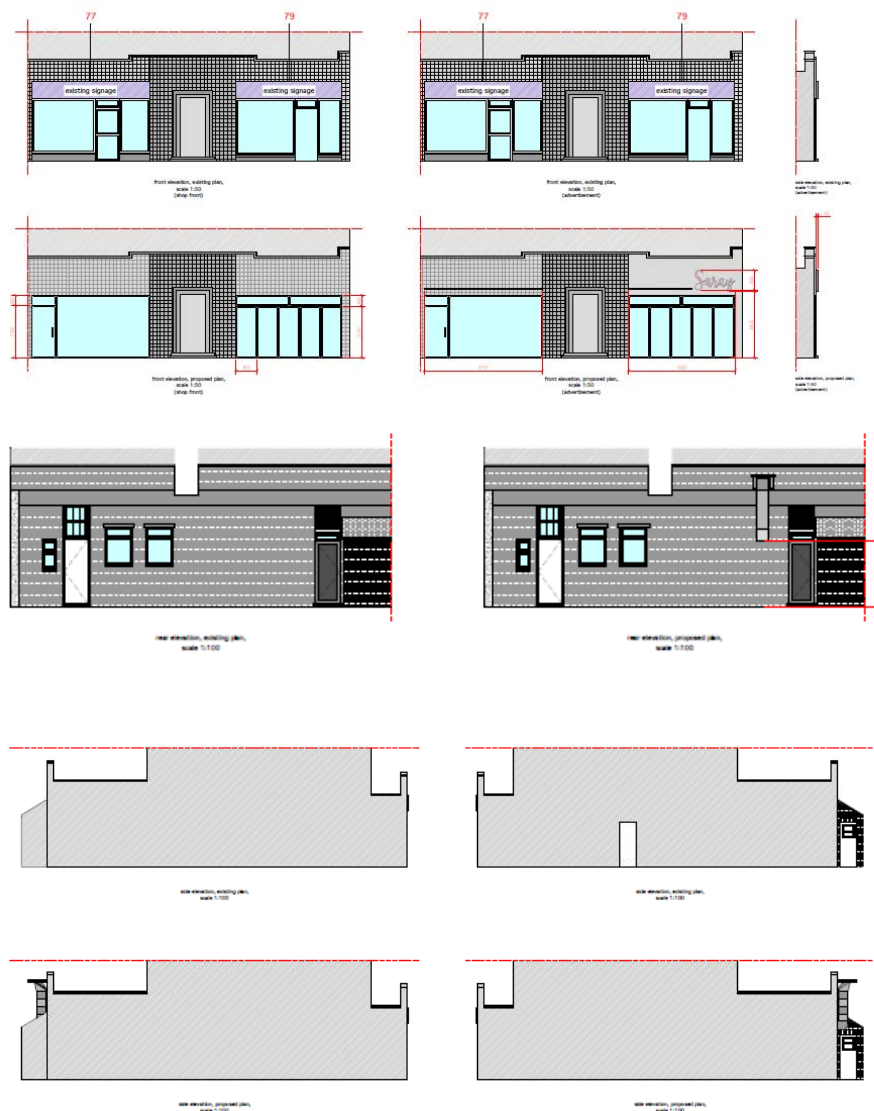 77
79
77
79
existing signage
existing signage
existing signage
existing signage
front elevation, existing plan,
scale 1:50
(shop front)
front elevation, existing plan,
scale 1:50
(advertisement)
side elevation, existing plan,
scale 1:50
(advertisement)
Saray
front elevation, proposed plan,
scale 1:50
(shop front)
front elevation, proposed plan,
scale 1:50
(advertisement)
side elevation, proposed plan,
scale 1:50
(advertisement)
rear elevation, existing plan,
scale 1:100
rear elevation, proposed plan,
scale 1:100
side elevation, existing plan,
scale 1:100
side elevation, existing plan,
scale 1:100
side elevation, proposed plan,
scale 1:100
side elevation, proposed plan,
scale 1:100